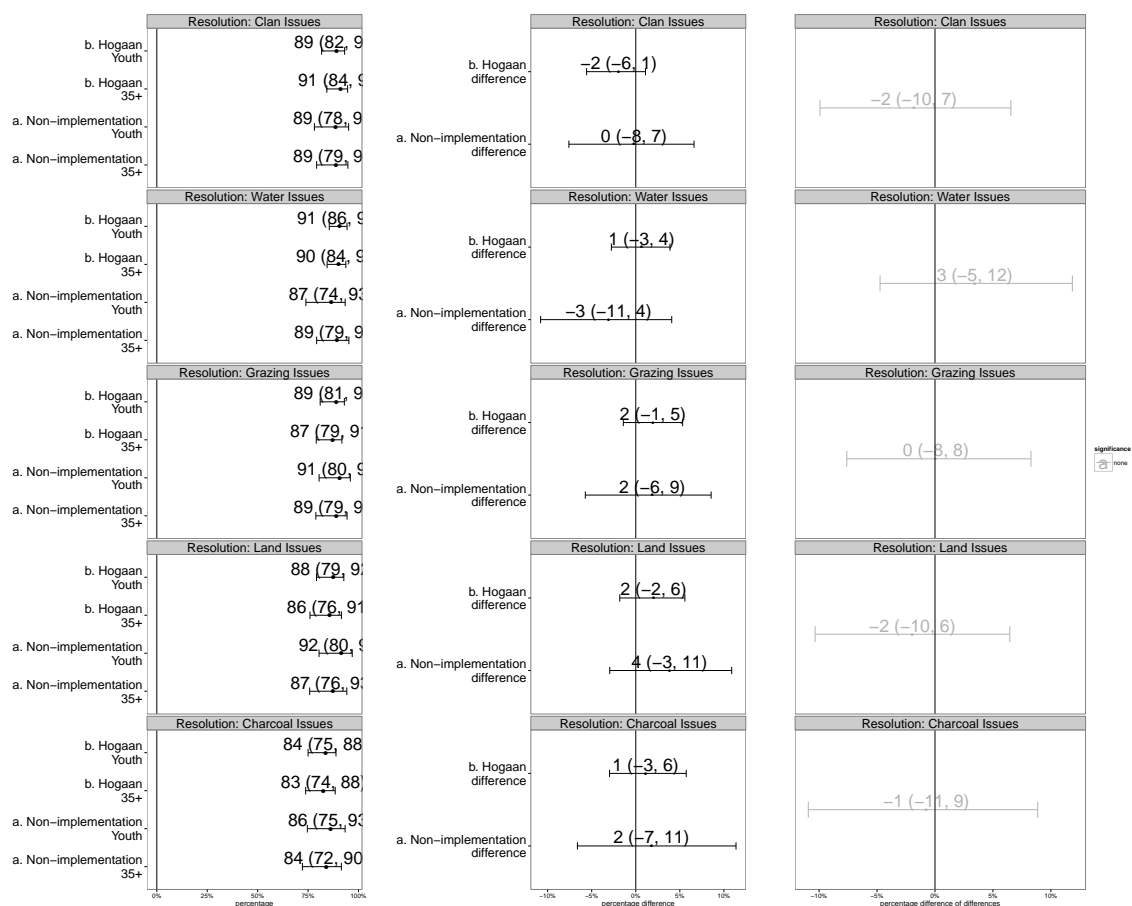 Resolution: Clan Issues
b. Hogaan
Youth
89 (82, 9
b. Hogaan
35+
91 (84, 9
a. Non−implementation
Youth
89 (78, 9
a. Non−implementation
35+
89 (79, 9
Resolution: Water Issues
b. Hogaan
Youth
91 (86, 9
b. Hogaan
35+
90 (84, 9
a. Non−implementation
Youth
87 (74, 93
a. Non−implementation
35+
89 (79, 9
Resolution: Grazing Issues
b. Hogaan
Youth
89 (81, 9
b. Hogaan
35+
87 (79, 91
a. Non−implementation
Youth
91 (80, 9
a. Non−implementation
35+
89 (79, 9
Resolution: Land Issues
b. Hogaan
Youth
88 (79, 92
b. Hogaan
35+
86 (76, 91
a. Non−implementation
Youth
92 (80, 9
a. Non−implementation
35+
87 (76, 93
Resolution: Charcoal Issues
b. Hogaan
Youth
84 (75, 88
b. Hogaan
35+
83 (74, 88)
a. Non−implementation
Youth
86 (75, 93
a. Non−implementation
35+
84 (72, 90
0% 25% 50% 75% 100%
percentage
Resolution: Clan Issues
b. Hogaan
difference
−2 (−6, 1)
a. Non−implementation
difference
0 (−8, 7)
Resolution: Water Issues
b. Hogaan
difference
1 (−3, 4)
a. Non−implementation
difference
−3 (−11, 4)
Resolution: Grazing Issues
b. Hogaan
difference
2 (−1, 5)
a. Non−implementation
difference
2 (−6, 9)
Resolution: Land Issues
b. Hogaan
difference
2 (−2, 6)
a. Non−implementation
difference
4 (−3, 11)
Resolution: Charcoal Issues
b. Hogaan
difference
1 (−3, 6)
a. Non−implementation
difference
2 (−7, 11)
−10% −5% 0% 5% 10%
percentage difference
Resolution: Clan Issues
−2 (−10, 7)
Resolution: Water Issues
3 (−5, 12)
Resolution: Grazing Issues
0 (−8, 8)
Resolution: Land Issues
−2 (−10, 6)
Resolution: Charcoal Issues
−1 (−11, 9)
−10% −5% 0% 5% 10%
percentage difference of differences
significance
a none